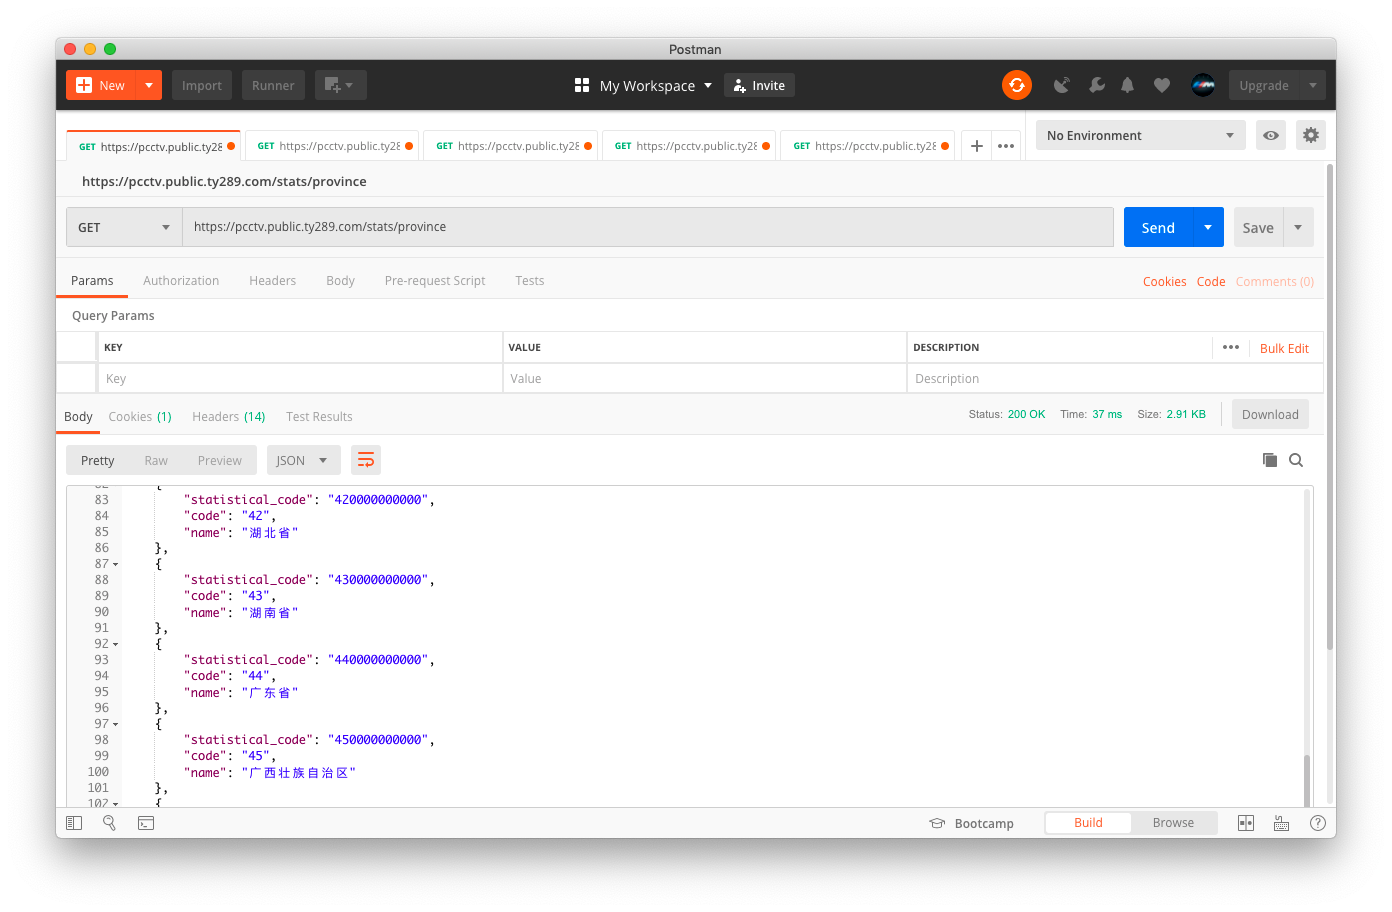 Postman
New Import Runner My Workspace Invite Upgrade
GET https://pcctv.public.ty28 GET https://pcctv.public.ty28 GET https://pcctv.public.ty28 GET https://pcctv.public.ty28 GET https://pcctv.public.ty28 No Environment
https://pcctv.public.ty289.com/stats/province
GET https://pcctv.public.ty289.com/stats/province Send Save
Params Authorization Headers Body Pre-request Script Tests Cookies Code Comments (0)
Query Params
KEY VALUE DESCRIPTION ••• Bulk Edit
Key Value Description
Body Cookies (1) Headers (14) Test Results Status: 200 OK Time: 37 ms Size: 2.91 KB Download
Pretty Raw Preview JSON
82 {
83 "statistical_code": "420000000000",
84 "code": "42",
85 "name": "湖北省"
86 },
87 {
88 "statistical_code": "430000000000",
89 "code": "43",
90 "name": "湖南省"
91 },
92 {
93 "statistical_code": "440000000000",
94 "code": "44",
95 "name": "广东省"
96 },
97 {
98 "statistical_code": "450000000000",
99 "code": "45",
100 "name": "广西壮族自治区"
101 },
102 {
Bootcamp Build Browse